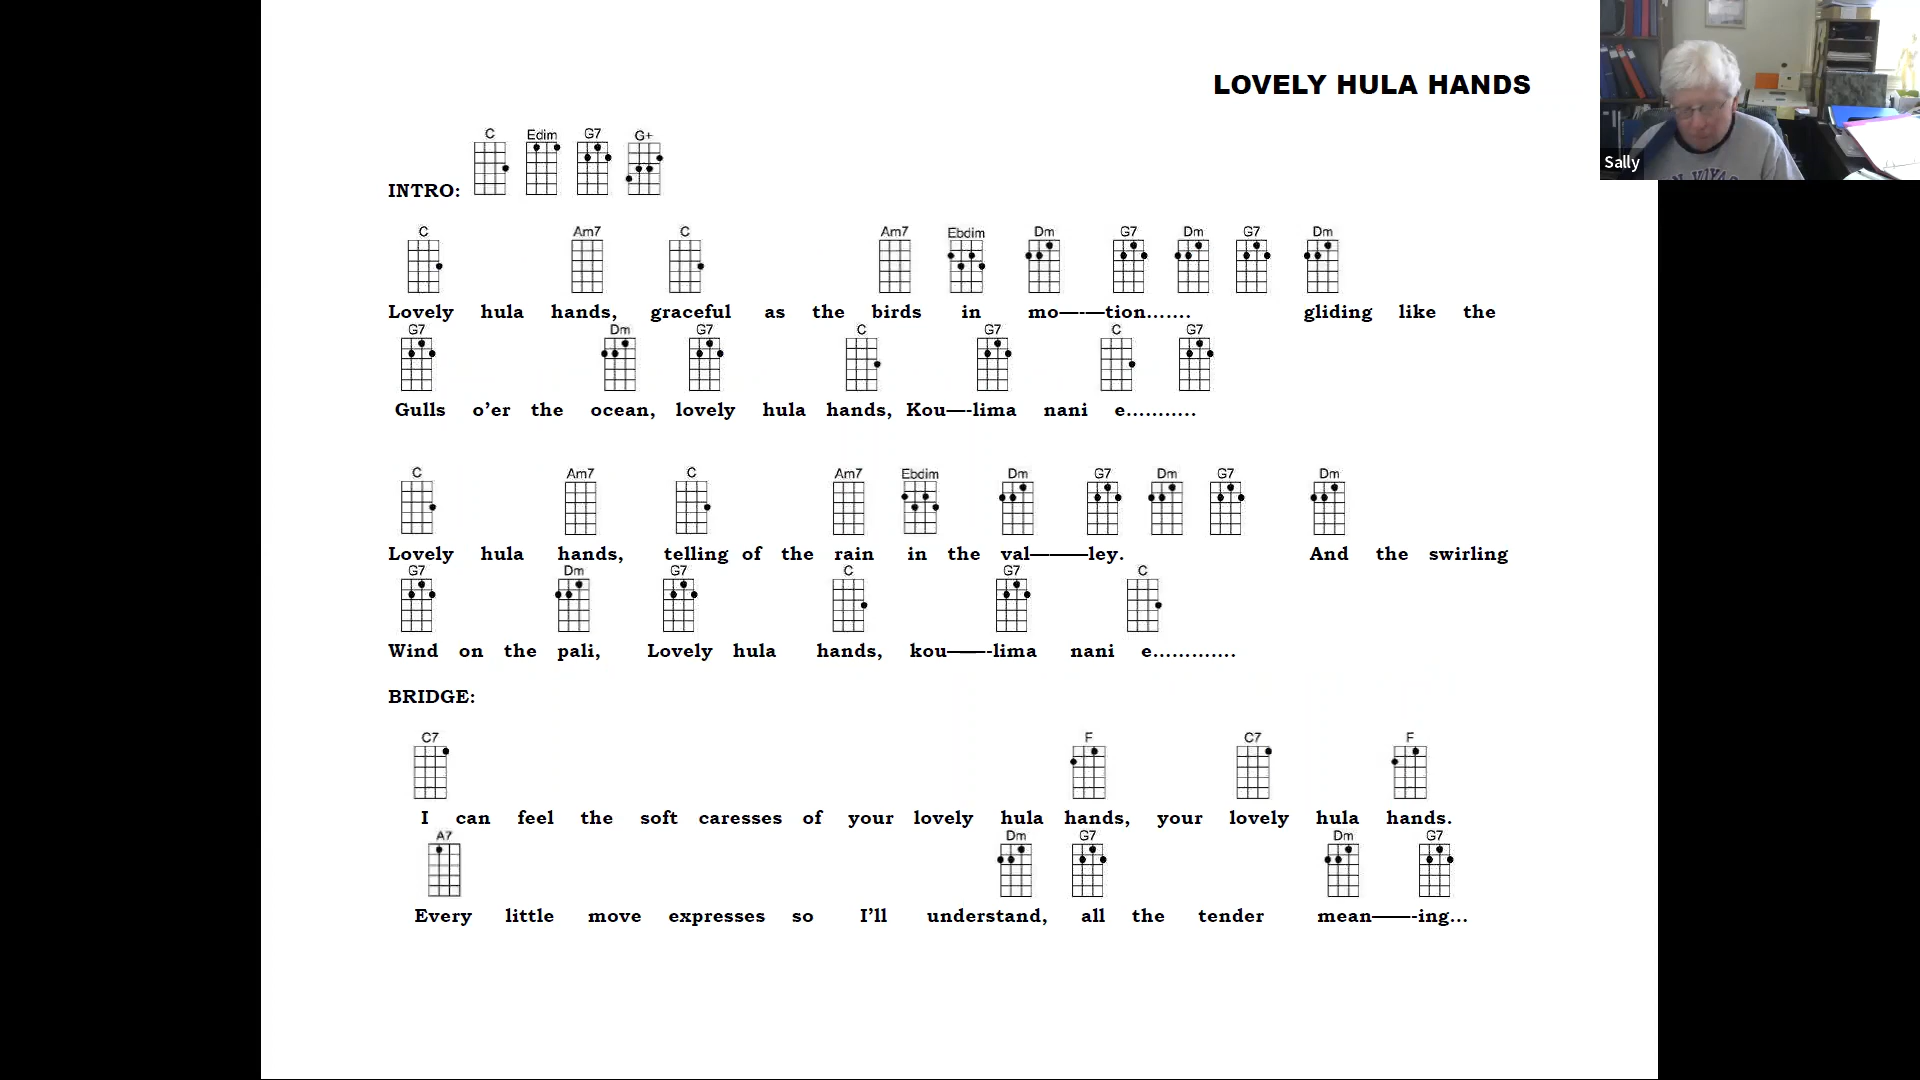 LOVELY HULA HANDS
C Edim G7 G+
INTRO:
C Am7 C Am7 Ebdim Dm G7 Dm G7 Dm
Lovely hula hands, graceful as the birds in mo—-—tion....... gliding like the
G7 Dm G7 C G7 C G7
Gulls o’er the ocean, lovely hula hands, Kou—-lima nani e...........
C Am7 C Am7 Ebdim Dm G7 Dm G7 Dm
Lovely hula hands, telling of the rain in the val———ley. And the swirling
G7 Dm G7 C G7 C
Wind on the pali, Lovely hula hands, kou——-lima nani e.............
BRIDGE:
C7 F C7 F
I can feel the soft caresses of your lovely hula hands, your lovely hula hands.
A7 Dm G7 Dm G7
Every little move expresses so I’ll understand, all the tender mean——-ing...
Sally